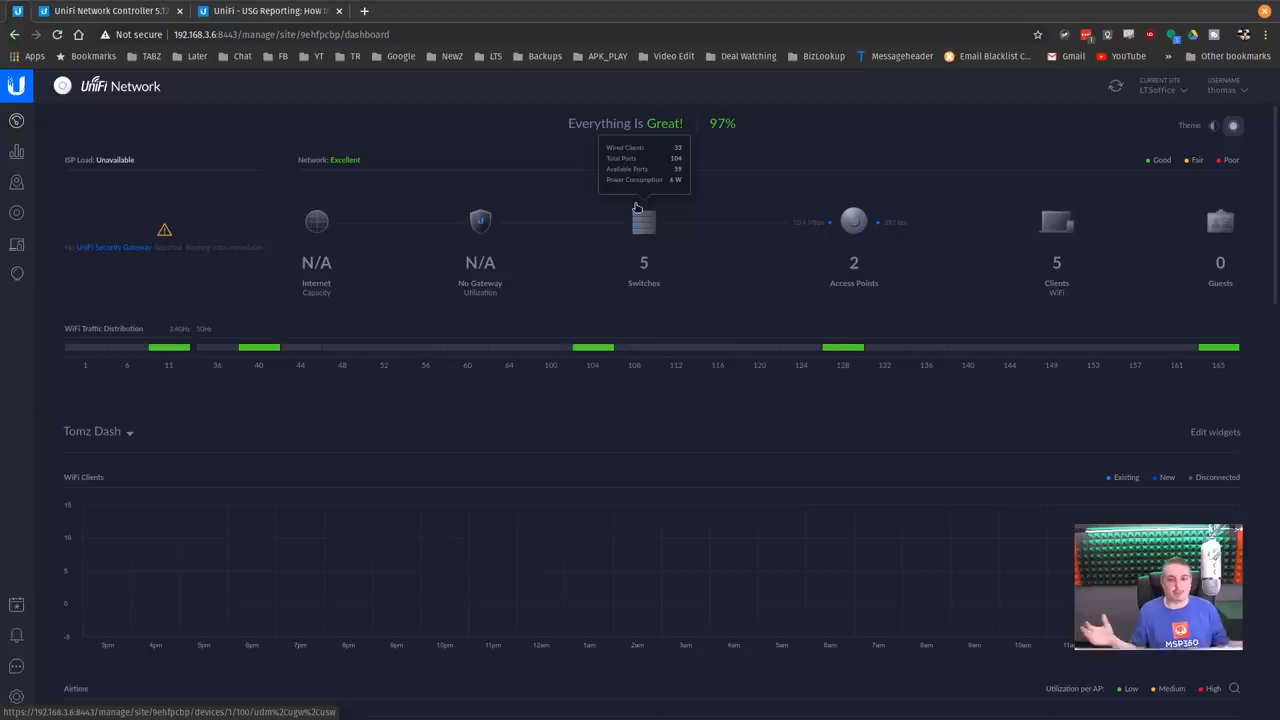 UniFi Network Controller 5.12
UniFi - USG Reporting: How t
Not secure
192.168.3.6:8443/manage/site/9ehfpcbp/dashboard
Apps
Bookmarks
TABZ
Later
Chat
FB
YT
TR
Google
NewZ
LTS
Backups
APK_PLAY
Video Edit
Deal Watching
BizLookup
Messageheader
Email Blacklist C...
Gmail
YouTube
»
Other bookmarks
UniFi Network
CURRENT SITE
LTSoffice
USERNAME
thomas
Everything Is Great!
97%
Theme
Wired Clients 33
Total Ports 104
Available Ports 59
Power Consumption 6 W
ISP Load: Unavailable
Network: Excellent
Good
Fair
Poor
No UniFi Security Gateway
10.4 Mbps
392 bps
N/A
Internet
Capacity
N/A
No Gateway
Utilization
5
Switches
2
Access Points
5
Clients
WiFi
0
Guests
WiFi Traffic Distribution
2.4GHz
5GHz
1 6 11 36 40 44 48 52 56 60 64 100 104 108 112 116 120 124 128 132 136 140 144 149 153 157 161 165
Tomz Dash
Edit widgets
WiFi Clients
Existing
New
Disconnected
15
10
5
0
-5
3pm 4pm 5pm 6pm 7pm 8pm 9pm 10pm 11pm 12am 1am 2am 3am 4am 5am 6am 7am 8am 9am 10am
MSP360
Airtime
Utilization per AP:
Low
Medium
High
https://192.168.3.6:8443/manage/site/9ehfpcbp/devices/1/100/udm%2Cugw%2Cusw